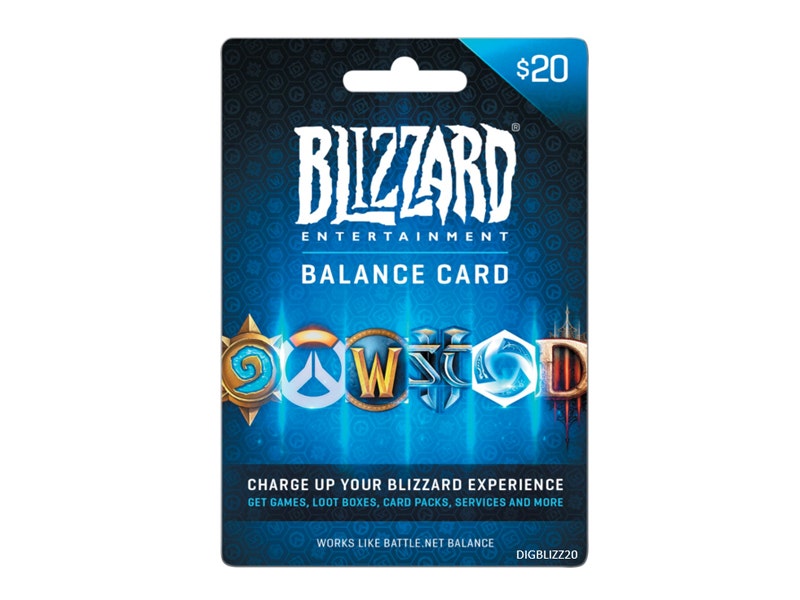 $20
BLIZZARD®
ENTERTAINMENT
BALANCE CARD
W SC D
CHARGE UP YOUR BLIZZARD EXPERIENCE
GET GAMES, LOOT BOXES, CARD PACKS, SERVICES AND MORE
WORKS LIKE BATTLE.NET BALANCE
DIGBLIZZ20